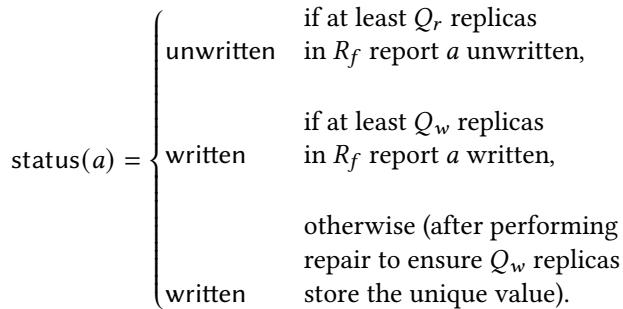 if at least Q_r replicas
unwritten in R_f report a unwritten,
if at least Q_w replicas
status(a) = { written in R_f report a written,
otherwise (after performing
repair to ensure Q_w replicas
written store the unique value).